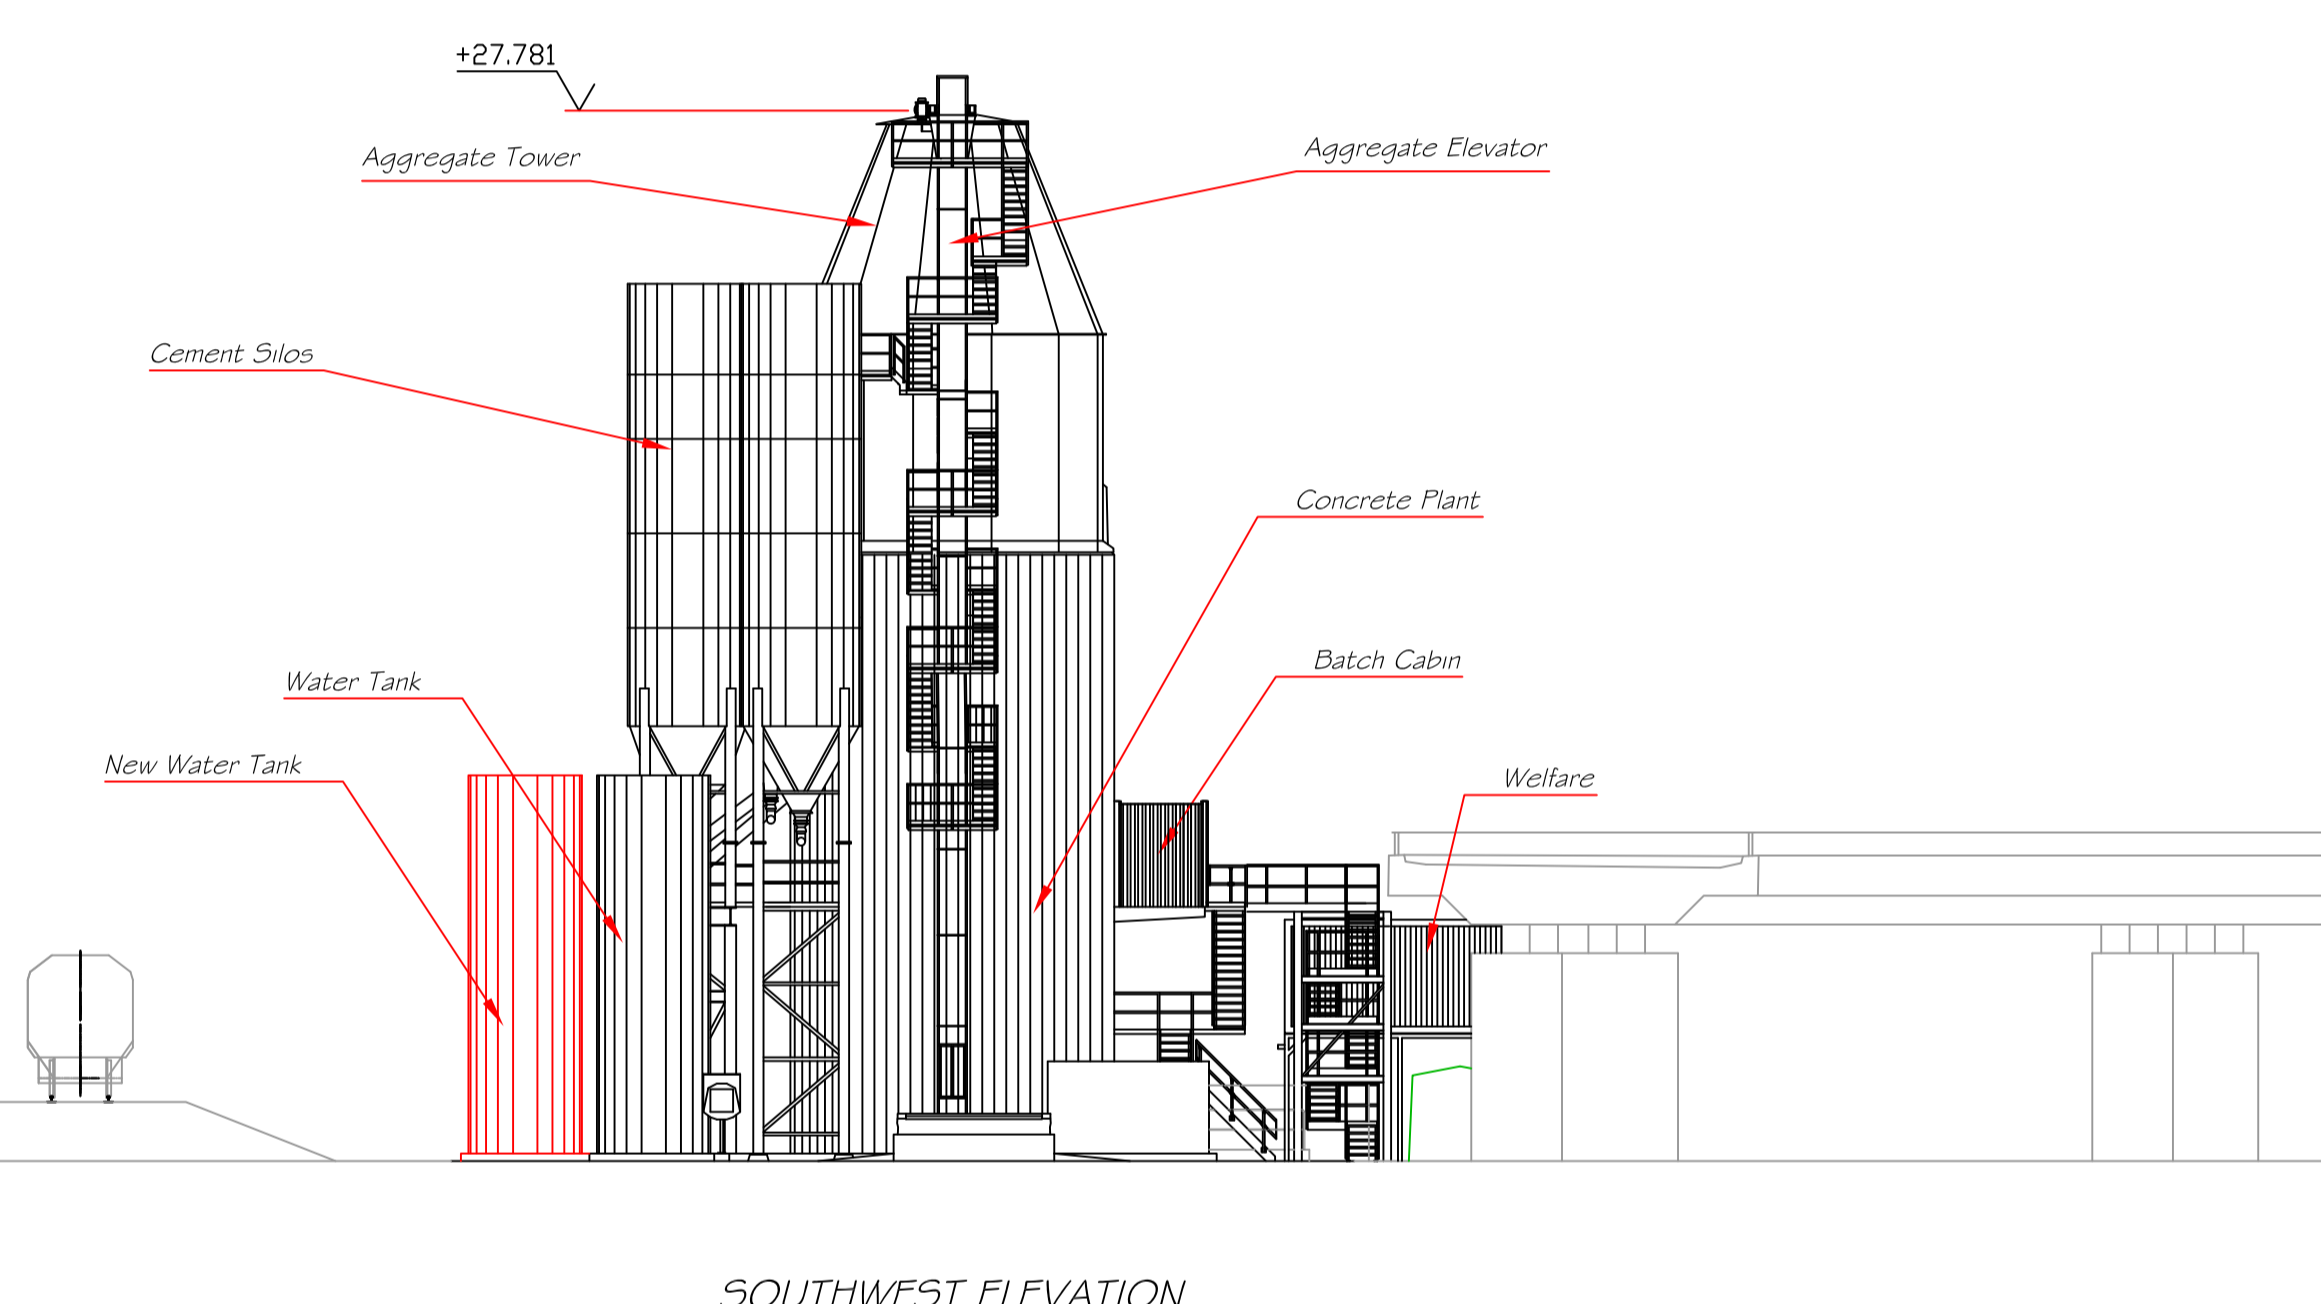 +27.781
Aggregate Elevator
Aggregate Tower
Cement Silos
Concrete Plant
Batch Cabin
Water Tank
New Water Tank
Welfare
SOUTHWEST ELEVATION